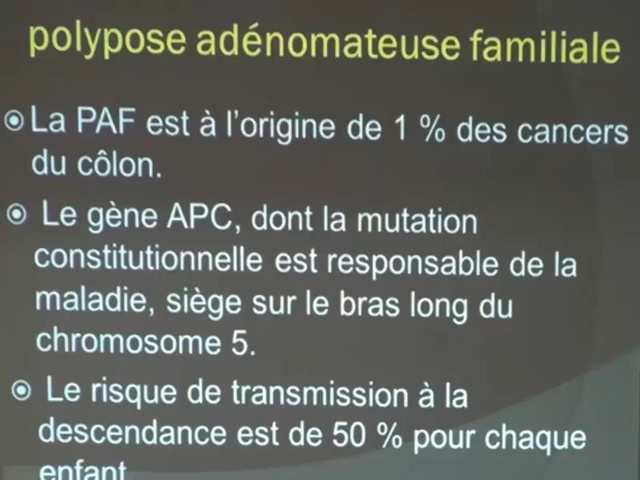 polypose adénomateuse familiale
La PAF est à l'origine de 1 % des cancers
du côlon.
Le gène APC, dont la mutation
constitutionnelle est responsable de la
maladie, siège sur le bras long du
chromosome 5.
Le risque de transmission à la
descendance est de 50 % pour chaque
enfant